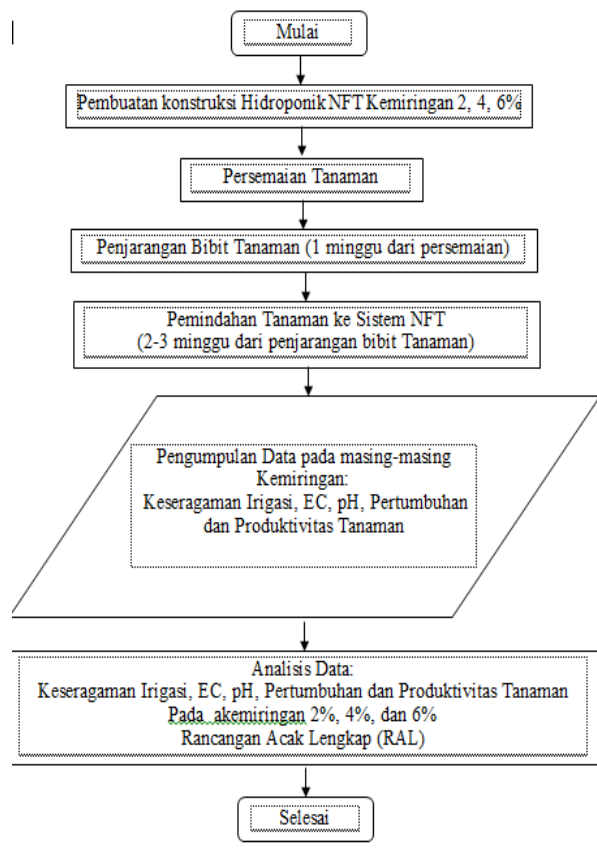 Mulai
Pembuatan konstruksi Hidroponik NFT Kemiringan 2, 4, 6%
Persemaian Tanaman
Penjarangan Bibit Tanaman (1 minggu dari persemaian)
Pemindahan Tanaman ke Sistem NFT
(2-3 minggu dari penjarangan bibit Tanaman)
Pengumpulan Data pada masing-masing
Kemiringan:
Keseragaman Irigasi, EC, pH, Pertumbuhan
dan Produktivitas Tanaman
Analisis Data:
Keseragaman Irigasi, EC, pH, Pertumbuhan dan Produktivitas Tanaman
Pada akemiringan 2%, 4%, dan 6%
Rancangan Acak Lengkap (RAL)
Selesai